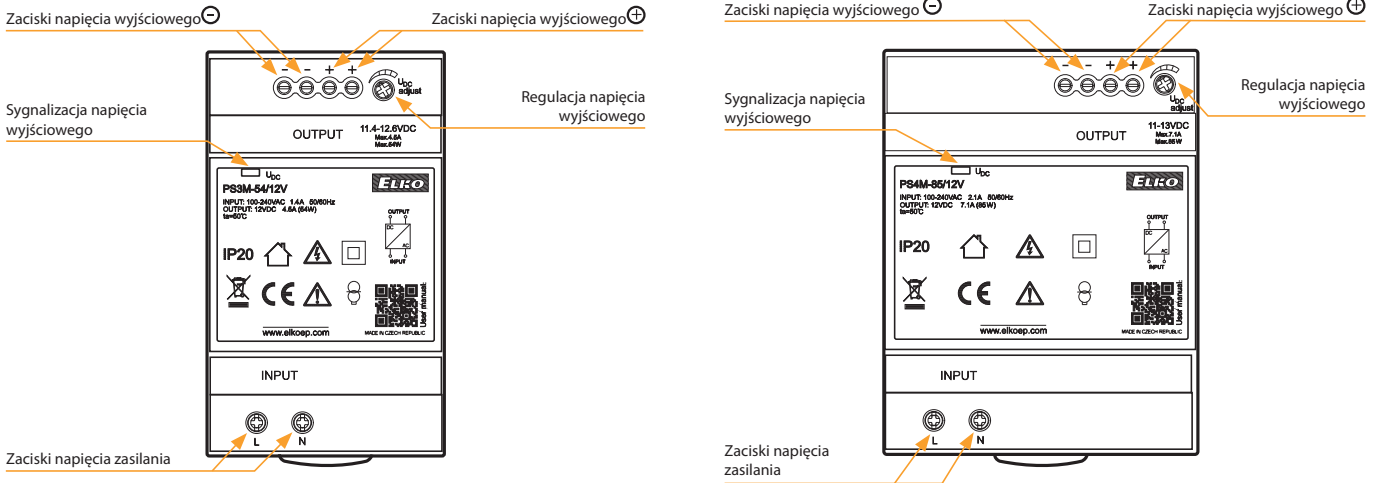 Zaciski napięcia wyjściowego ⊖
Zaciski napięcia wyjściowego ⊕
Sygnalizacja napięcia
wyjściowego
Regulacja napięcia
wyjściowego
- - + +
UDC
adjust
OUTPUT
11.4-12.6VDC
Max.4.5A
Max.54W
UDC
PS3M-54/12V
ELKO
INPUT: 100-240VAC 1.4A 50/60Hz
OUTPUT: 12VDC 4.5A (54W)
ta=50°C
OUTPUT
DC
AC
INPUT
IP20
CE
User manual:
www.elkoep.com
MADE IN CZECH REPUBLIC
INPUT
L
N
Zaciski napięcia zasilania
Zaciski napięcia wyjściowego ⊖
Zaciski napięcia wyjściowego ⊕
Sygnalizacja napięcia
wyjściowego
Regulacja napięcia
wyjściowego
- - + +
UDC
adjust
OUTPUT
11-13VDC
Max.7.1A
Max.85W
UDC
PS4M-85/12V
ELKO
INPUT: 100-240VAC 2.1A 50/60Hz
OUTPUT: 12VDC 7.1A (85W)
ta=50°C
OUTPUT
DC
AC
INPUT
IP20
CE
User manual:
www.elkoep.com
MADE IN CZECH REPUBLIC
INPUT
L
N
Zaciski napięcia
zasilania